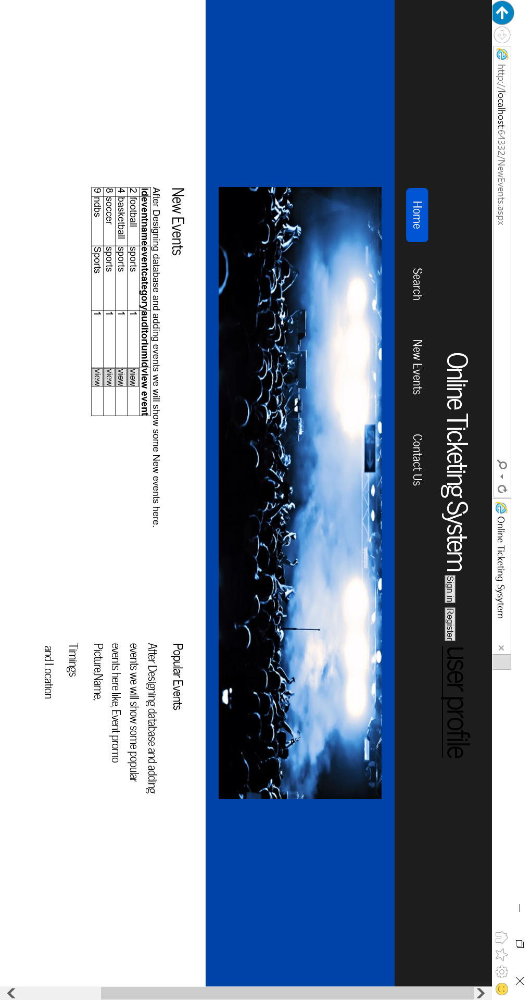 http://localhost:64332/NewEvents.aspx
Online Ticketing Sysytem
Online Ticketing System Sign in Register user profile
Home Search New Events Contact Us
New Events
After Designing database and adding events we will show some New events here.
id eventname eventcategory auditoriumid view event
2 football sports 1 view
4 basketball sports 1 view
8 soccer sports 1 view
9 ndbs Sports 1 view
Popular Events
After Designing database and adding
events we will show some popular
events here like, Event promo
Picture,Name,
Timings
and Location